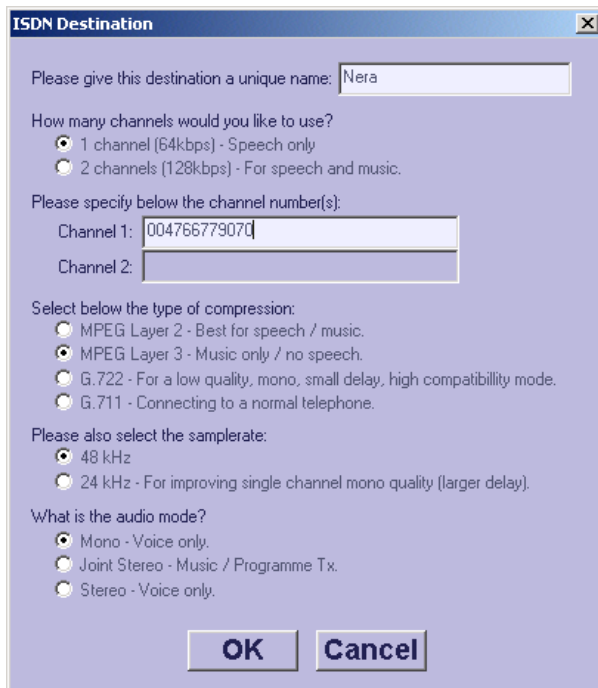 ISDN Destination
Please give this destination a unique name: Nera
How many channels would you like to use?
1 channel (64kbps) - Speech only
2 channels (128kbps) - For speech and music.
Please specify below the channel number(s):
Channel 1: 004766779070
Channel 2:
Select below the type of compression:
MPEG Layer 2 - Best for speech / music.
MPEG Layer 3 - Music only / no speech.
G.722 - For a low quality, mono, small delay, high compatibillity mode.
G.711 - Connecting to a normal telephone.
Please also select the samplerate:
48 kHz
24 kHz - For improving single channel mono quality (larger delay).
What is the audio mode?
Mono - Voice only.
Joint Stereo - Music / Programme Tx.
Stereo - Voice only.
OK Cancel